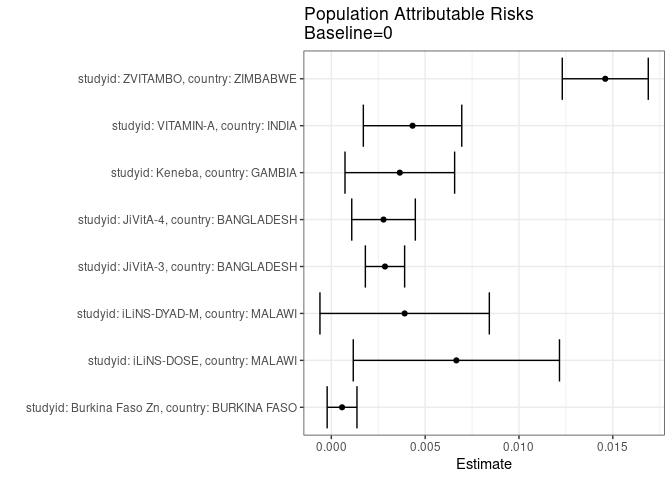 Population Attributable Risks
Baseline=0
studyid: ZVITAMBO, country: ZIMBABWE
studyid: VITAMIN-A, country: INDIA
studyid: Keneba, country: GAMBIA
studyid: JiVitA-4, country: BANGLADESH
studyid: JiVitA-3, country: BANGLADESH
studyid: iLiNS-DYAD-M, country: MALAWI
studyid: iLiNS-DOSE, country: MALAWI
studyid: Burkina Faso Zn, country: BURKINA FASO
0.000 0.005 0.010 0.015
Estimate